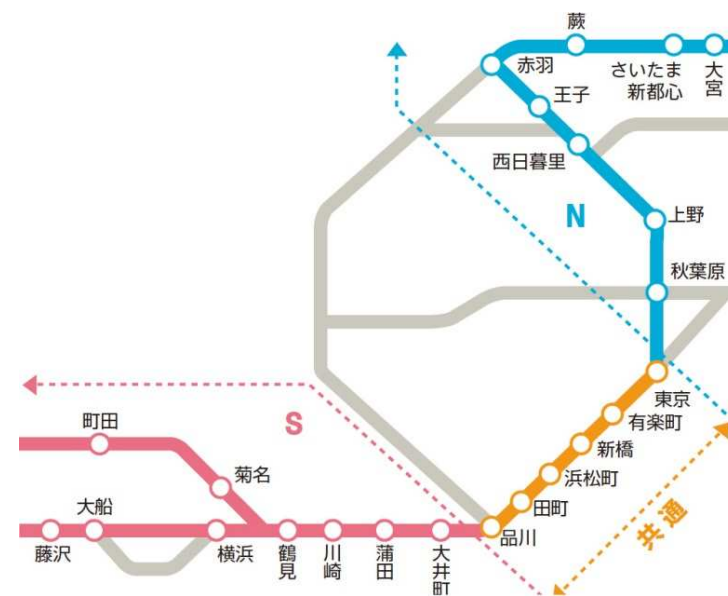 蕨
赤羽
さいたま
新都心
大宮
王子
西日暮里
N
上野
秋葉原
東京
有楽町
新橋
浜松町
田町
品川
共通
S
町田
菊名
大船
藤沢
横浜
鶴見
川崎
蒲田
大井町